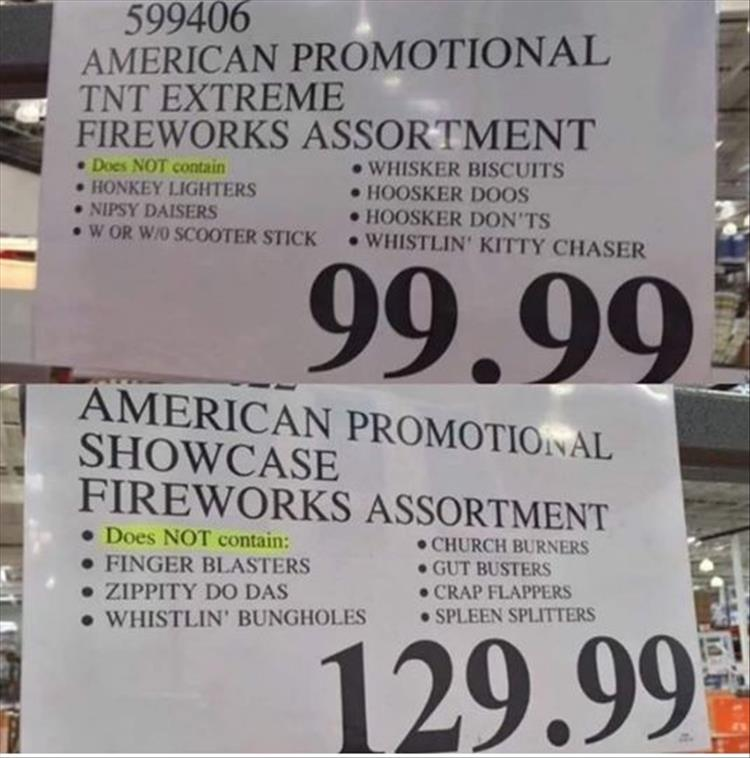 599406
AMERICAN PROMOTIONAL
TNT EXTREME
FIREWORKS ASSORTMENT
• Does NOT contain
• HONKEY LIGHTERS
• NIPSY DAISERS
• W OR W/O SCOOTER STICK
• WHISKER BISCUITS
• HOOSKER DOOS
• HOOSKER DON'TS
• WHISTLIN' KITTY CHASER
99.99
AMERICAN PROMOTIONAL
SHOWCASE
FIREWORKS ASSORTMENT
• Does NOT contain:
• FINGER BLASTERS
• ZIPPITY DO DAS
• WHISTLIN' BUNGHOLES
• CHURCH BURNERS
• GUT BUSTERS
• CRAP FLAPPERS
• SPLEEN SPLITTERS
129.99